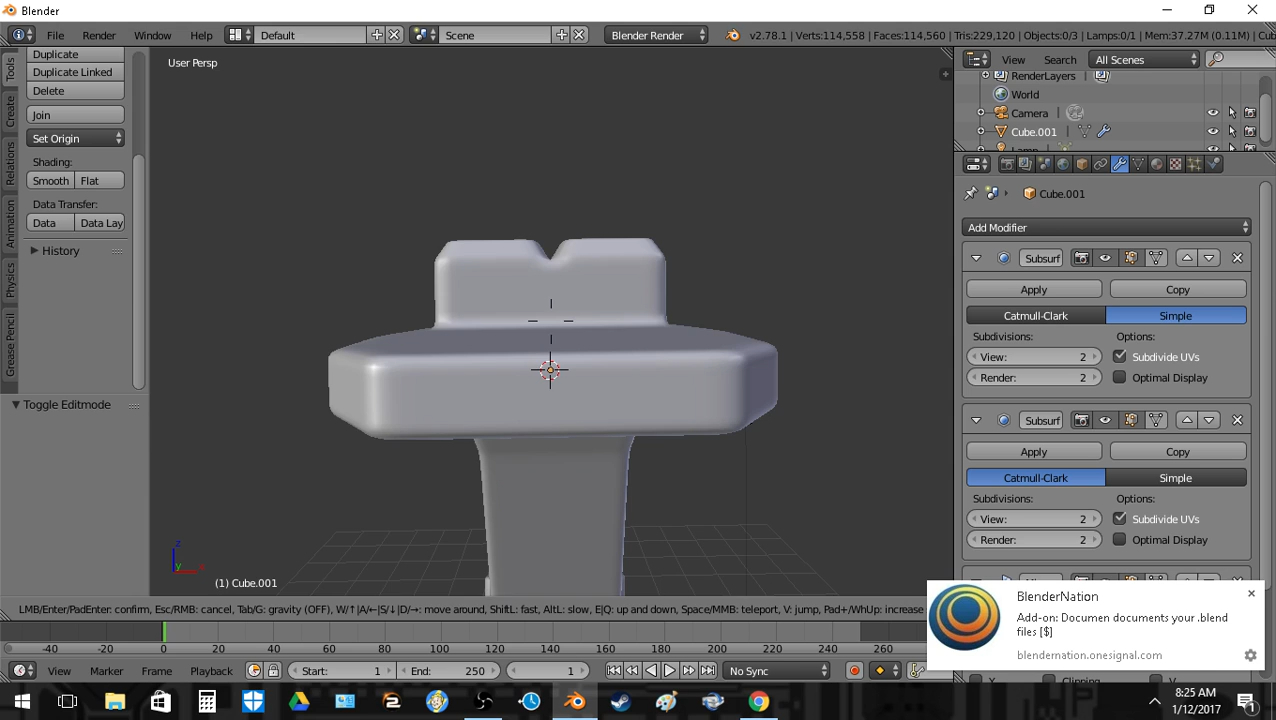 Blender
File Render Window Help Default Scene Blender Render v2.78.1 | Verts:114,558 | Faces:114,560 | Tris:229,120 | Objects:0/3 | Lamps:0/1 | Mem:37.27M (0.11M) | Cub
Tools
Create
Relations
Animation
Physics
Grease Pencil
Duplicate
Duplicate Linked
Delete
Join
Set Origin
Shading:
Smooth Flat
Data Transfer:
Data Data Lay
History
Toggle Editmode
User Persp
z
y x
(1) Cube.001
LMB/Enter/PadEnter: confirm, Esc/RMB: cancel, Tab/G: gravity (OFF), W/↑|A/←|S/↓|D/→: move around, ShiftL: fast, AltL: slow, E|Q: up and down, Space/MMB: teleport, V: jump, Pad+/WhUp: increase
View Search All Scenes
RenderLayers
World
Camera
Cube.001
Lamp
Cube.001
Add Modifier
Subsurf
Apply Copy
Catmull-Clark Simple
Subdivisions: Options:
View: 2 Subdivide UVs
Render: 2 Optimal Display
Subsurf
Apply Copy
Catmull-Clark Simple
Subdivisions: Options:
View: 2 Subdivide UVs
Render: 2 Optimal Display
BlenderNation
Add-on: Documen documents your .blend
files [$]
blendernation.onesignal.com
X Clipping V
-40 -20 0 20 40 60 80 100 120 140 160 180 200 220 240 260
View Marker Frame Playback Start: 1 End: 250 1 No Sync
8:25 AM
1/12/2017
1